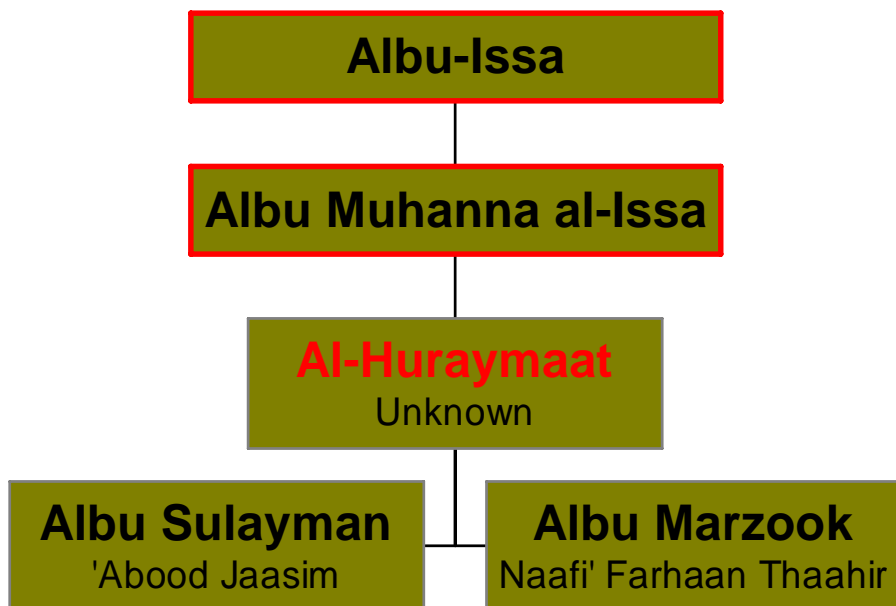 Albu-Issa
Albu Muhanna al-Issa
Al-Huraymaat
Unknown
Albu Sulayman
'Abood Jaasim
Albu Marzook
Naafi' Farhaan Thaahir